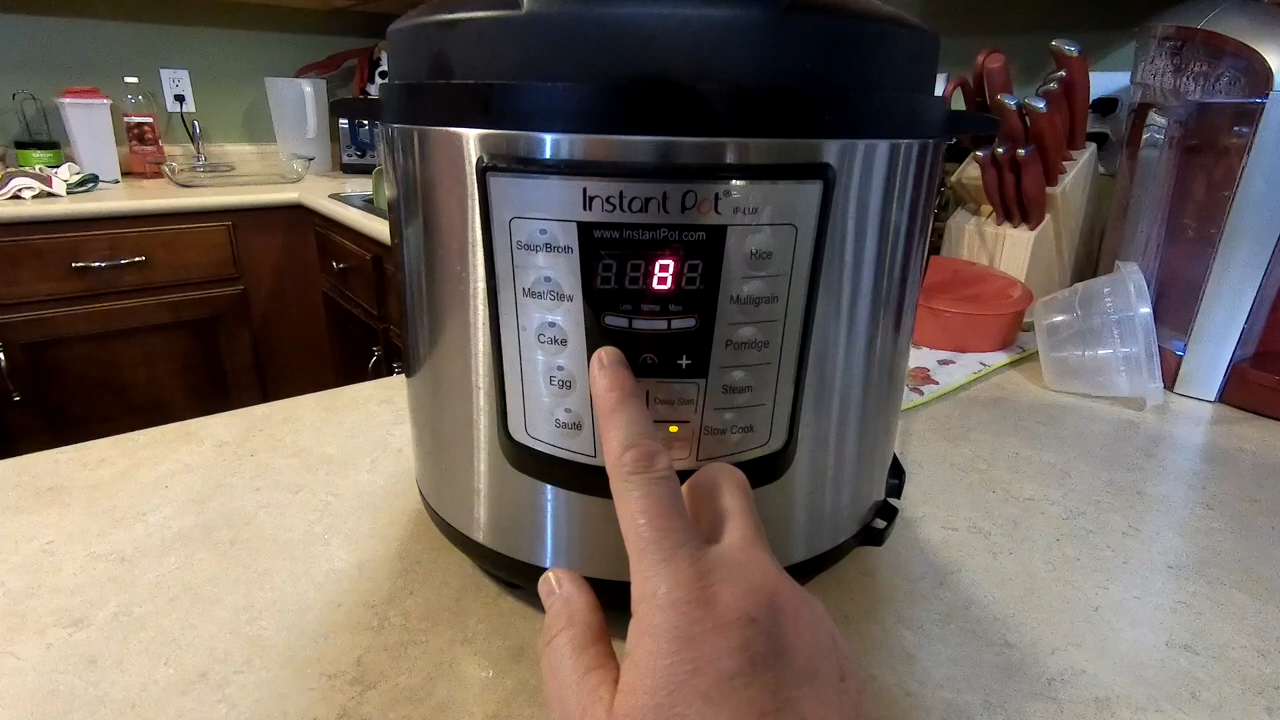 Instant Pot® IP-LUX
www.InstantPot.com
Soup/Broth
Meat/Stew
Cake
Egg
Sauté
8
Less Normal More
+
Delay Start
Rice
Multigrain
Porridge
Steam
Slow Cook